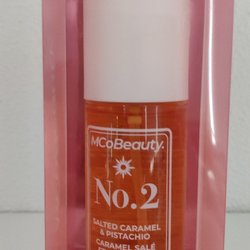 MCoBeauty.
No.2
SALTED CARAMEL
& PISTACHIO
CARAMEL SALÉ